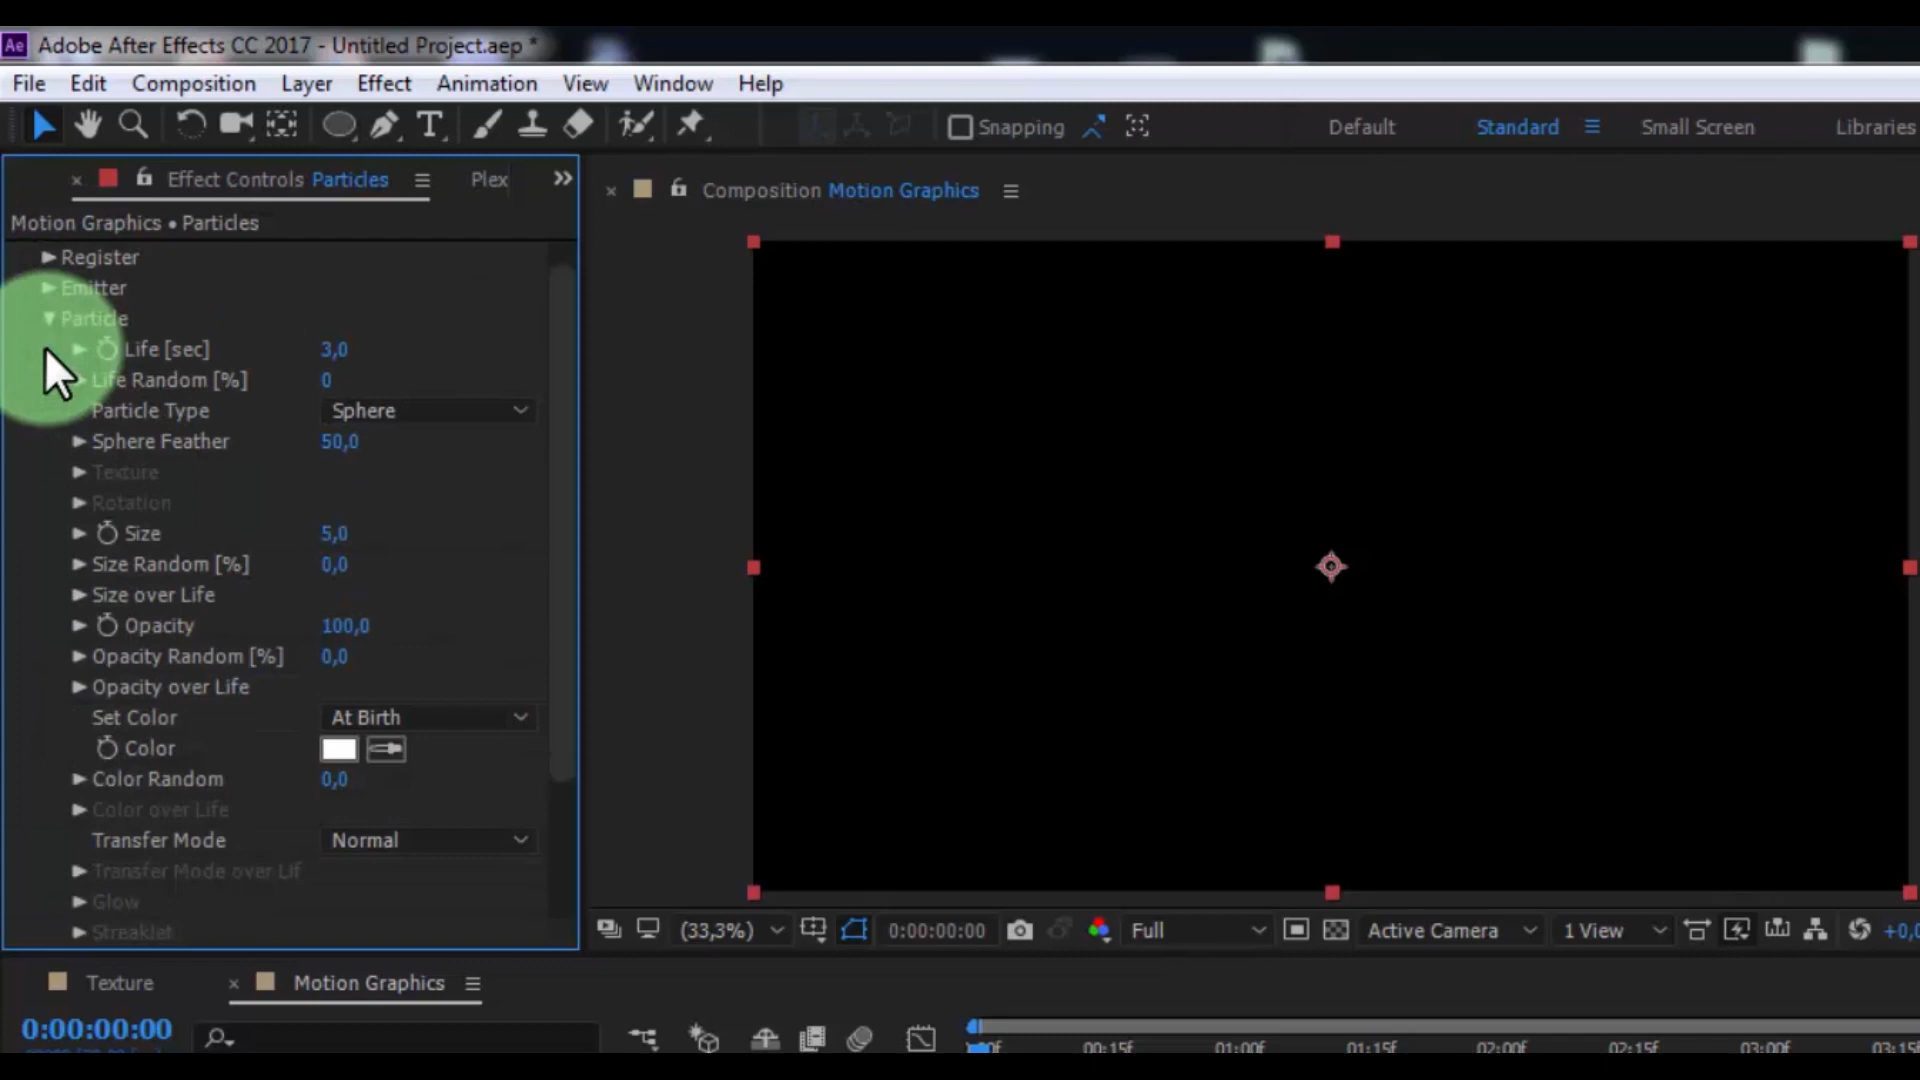 Ae Adobe After Effects CC 2017 - Untitled Project.aep *
File Edit Composition Layer Effect Animation View Window Help
Snapping Default Standard Small Screen Libraries
Effect Controls Particles Plex
Composition Motion Graphics
Motion Graphics • Particles
Register
Emitter
Particle
Life [sec] 3,0
Life Random [%] 0
Particle Type Sphere
Sphere Feather 50,0
Texture
Rotation
Size 5,0
Size Random [%] 0,0
Size over Life
Opacity 100,0
Opacity Random [%] 0,0
Opacity over Life
Set Color At Birth
Color
Color Random 0,0
Color over Life
Transfer Mode Normal
Transfer Mode over Lif
Glow
Streaklet
(33,3%) 0:00:00:00 Full Active Camera 1 View +0,0
Texture Motion Graphics
0:00:00:00
00:15f 01:00f 01:15f 02:00f 02:15f 03:00f 03:15